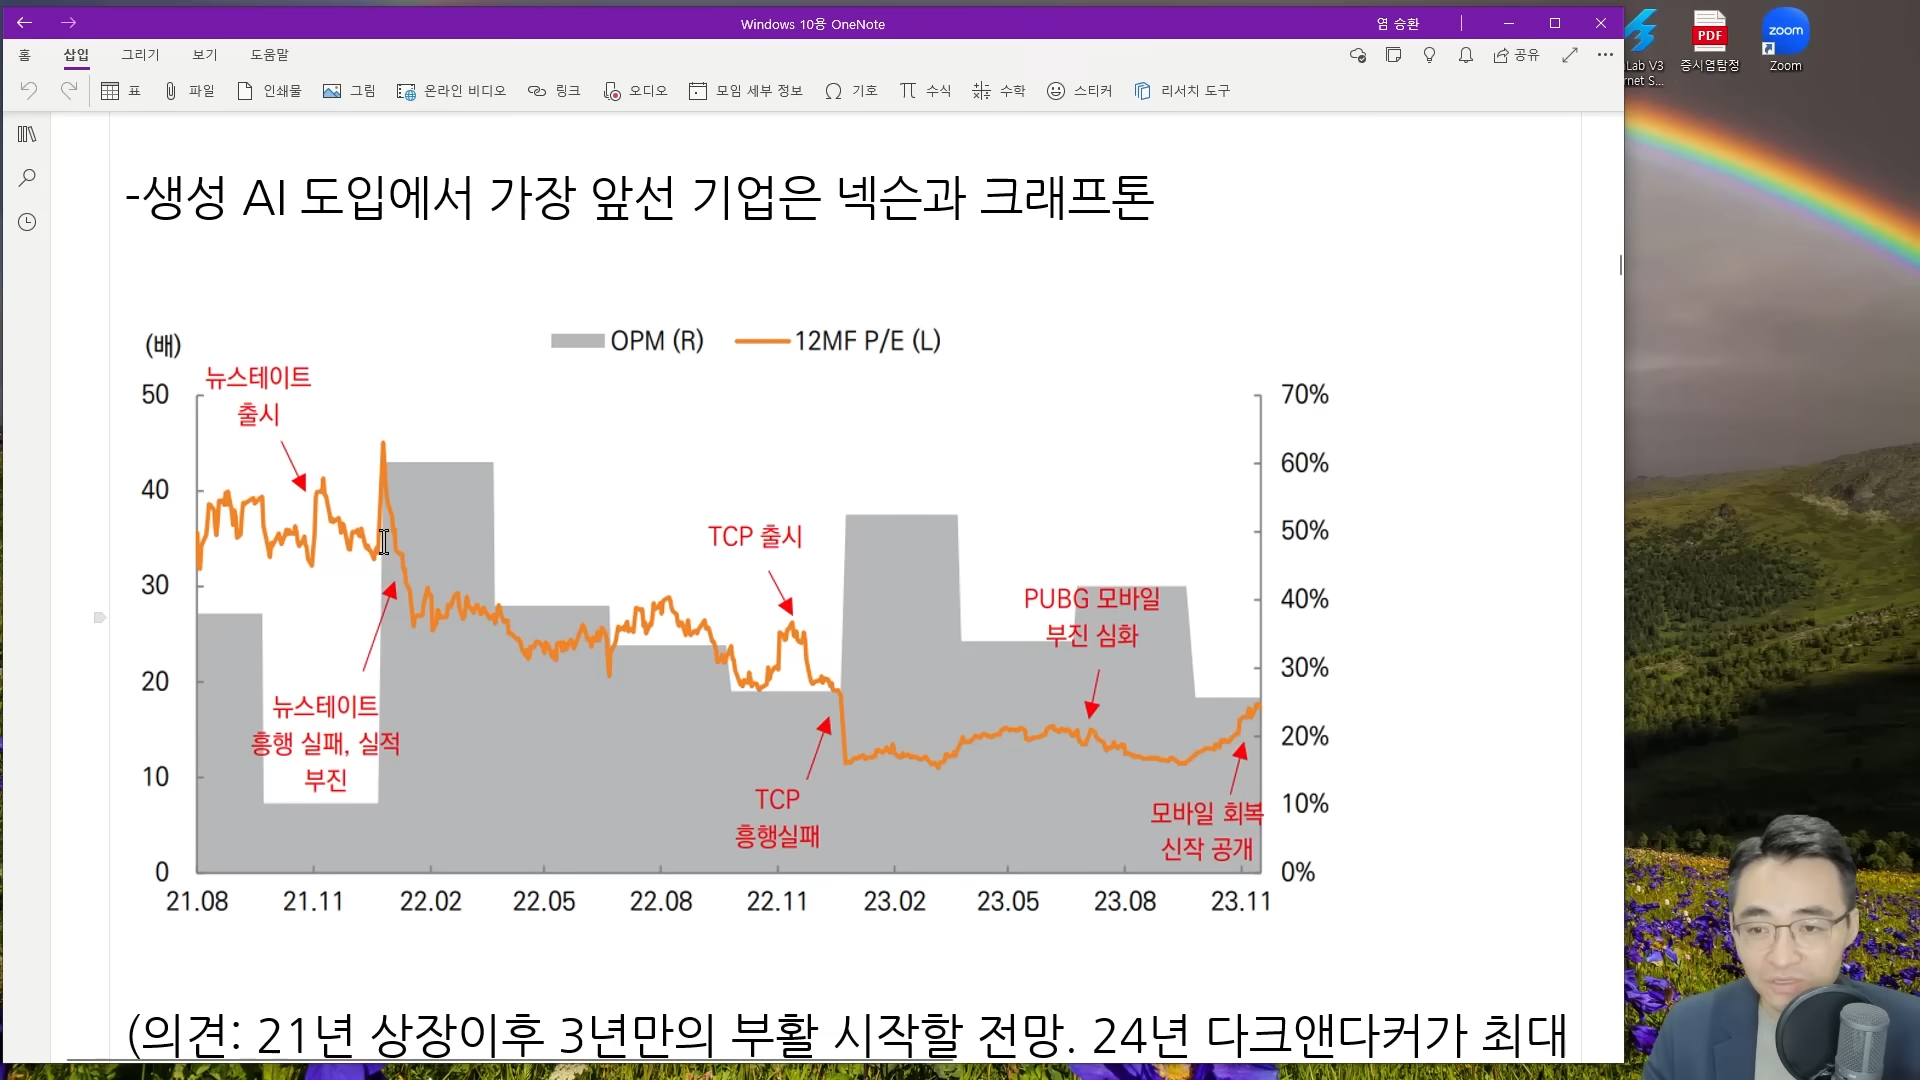 Windows 10용 OneNote
염 승환
홈
삽입
그리기
보기
도움말
공유
표
파일
인쇄물
그림
온라인 비디오
링크
오디오
모임 세부 정보
기호
수식
수학
스티커
리서치 도구
Lab V3
rnet S...
PDF
증시염탐정
zoom
Zoom
-생성 AI 도입에서 가장 앞선 기업은 넥슨과 크래프톤
(배)
OPM (R)
12MF P/E (L)
50
40
30
20
10
0
70%
60%
50%
40%
30%
20%
10%
0%
뉴스테이트
출시
뉴스테이트
흥행 실패, 실적
부진
TCP 출시
TCP
흥행실패
PUBG 모바일
부진 심화
모바일 회복
신작 공개
21.08
21.11
22.02
22.05
22.08
22.11
23.02
23.05
23.08
23.11
(의견: 21년 상장이후 3년만의 부활 시작할 전망. 24년 다크앤다커가 최대